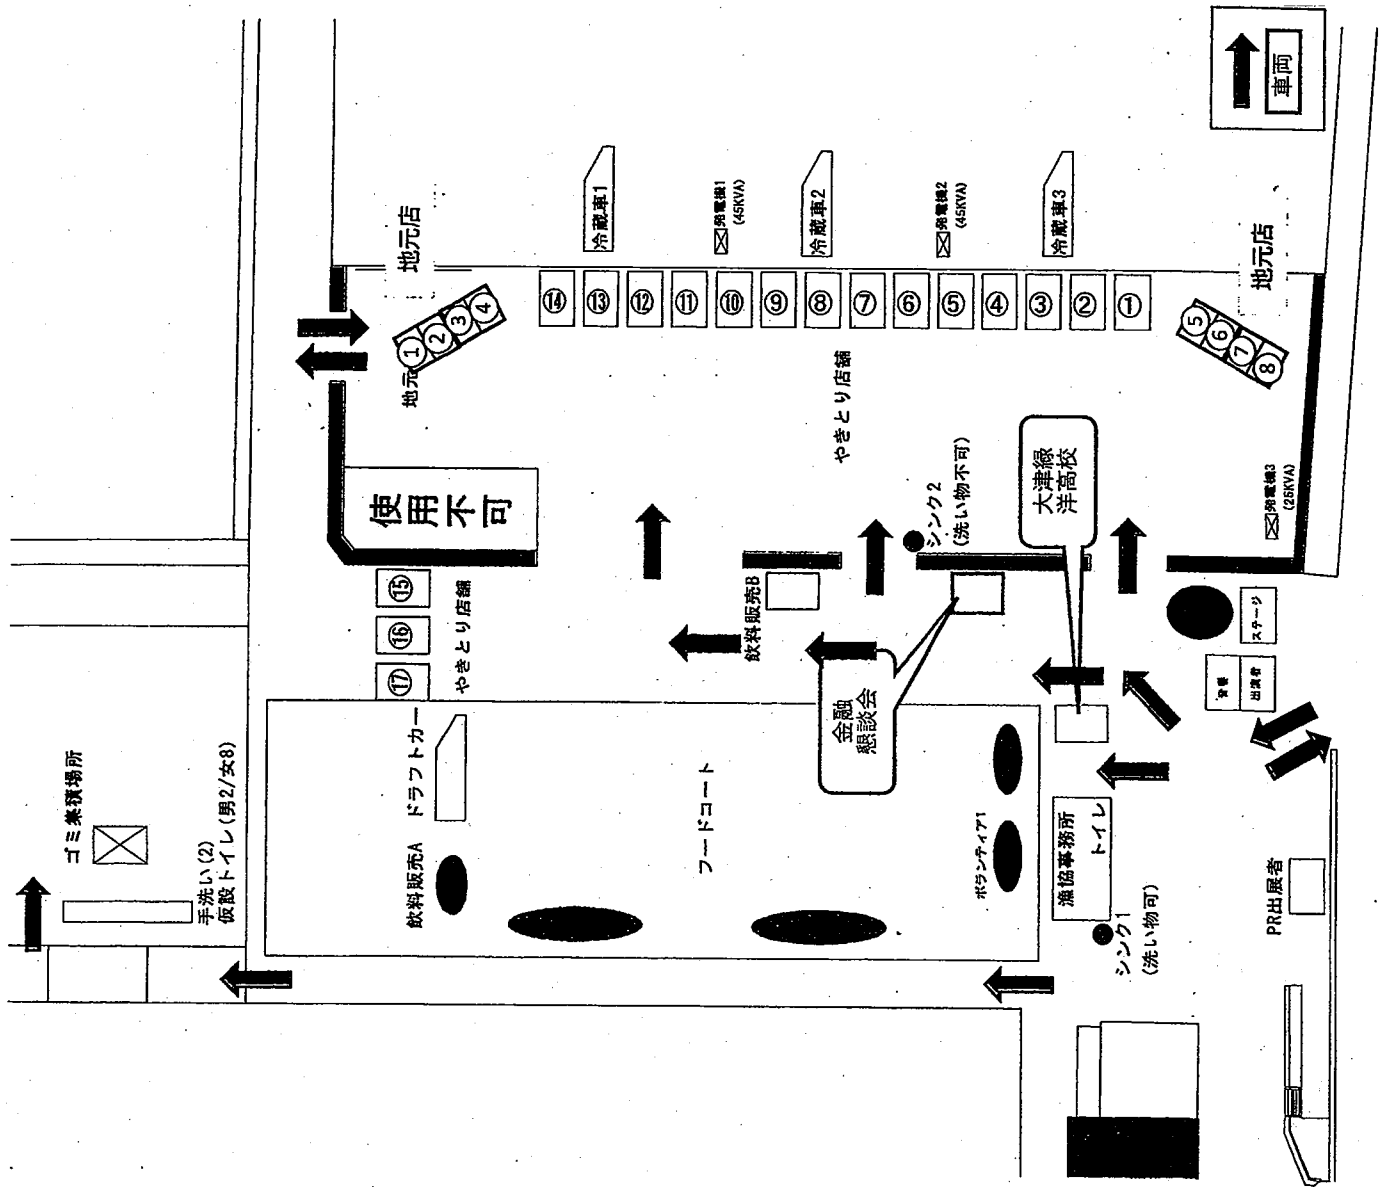 車両
冷蔵車1
発電機1
(45KVA)
冷蔵車2
発電機2
(45KVA)
冷蔵車3
地元店
地元店
①
②
③
④
⑭
⑬
⑫
⑪
⑩
⑨
⑧
⑦
⑥
⑤
④
③
②
①
⑤
⑥
⑦
⑧
地元
やきとり店舗
使用不可
シンク2
(洗い物不可)
大津緑
洋高校
発電機3
(25KVA)
⑮
⑯
⑰
やきとり店舗
飲料販売B
金融
懇談会
ステージ
音響
出演者
ゴミ集積場所
手洗い(2)
仮設トイレ(男2/女8)
ドラフトカー
飲料販売A
フードコート
ボランティア1
漁協事務所
トイレ
シンク1
(洗い物可)
PR出展者